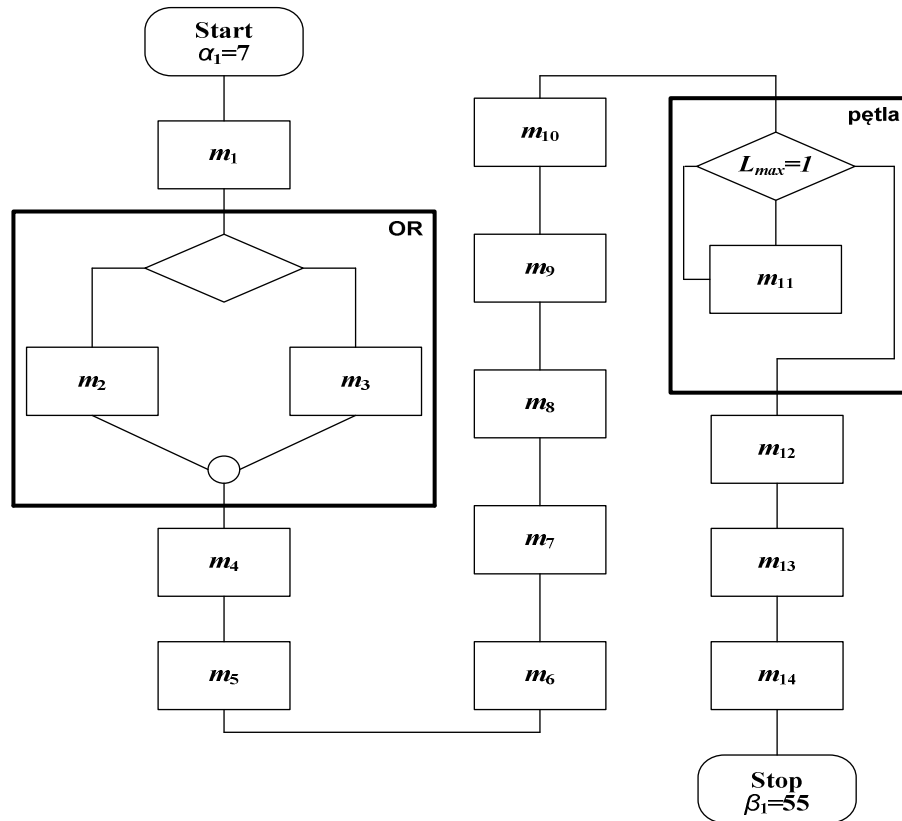 Start
α₁=7
m₁
OR
m₂
m₃
m₄
m₅
m₆
m₇
m₈
m₉
m₁₀
pętla
Lₘₐₓ=1
m₁₁
m₁₂
m₁₃
m₁₄
Stop
β₁=55